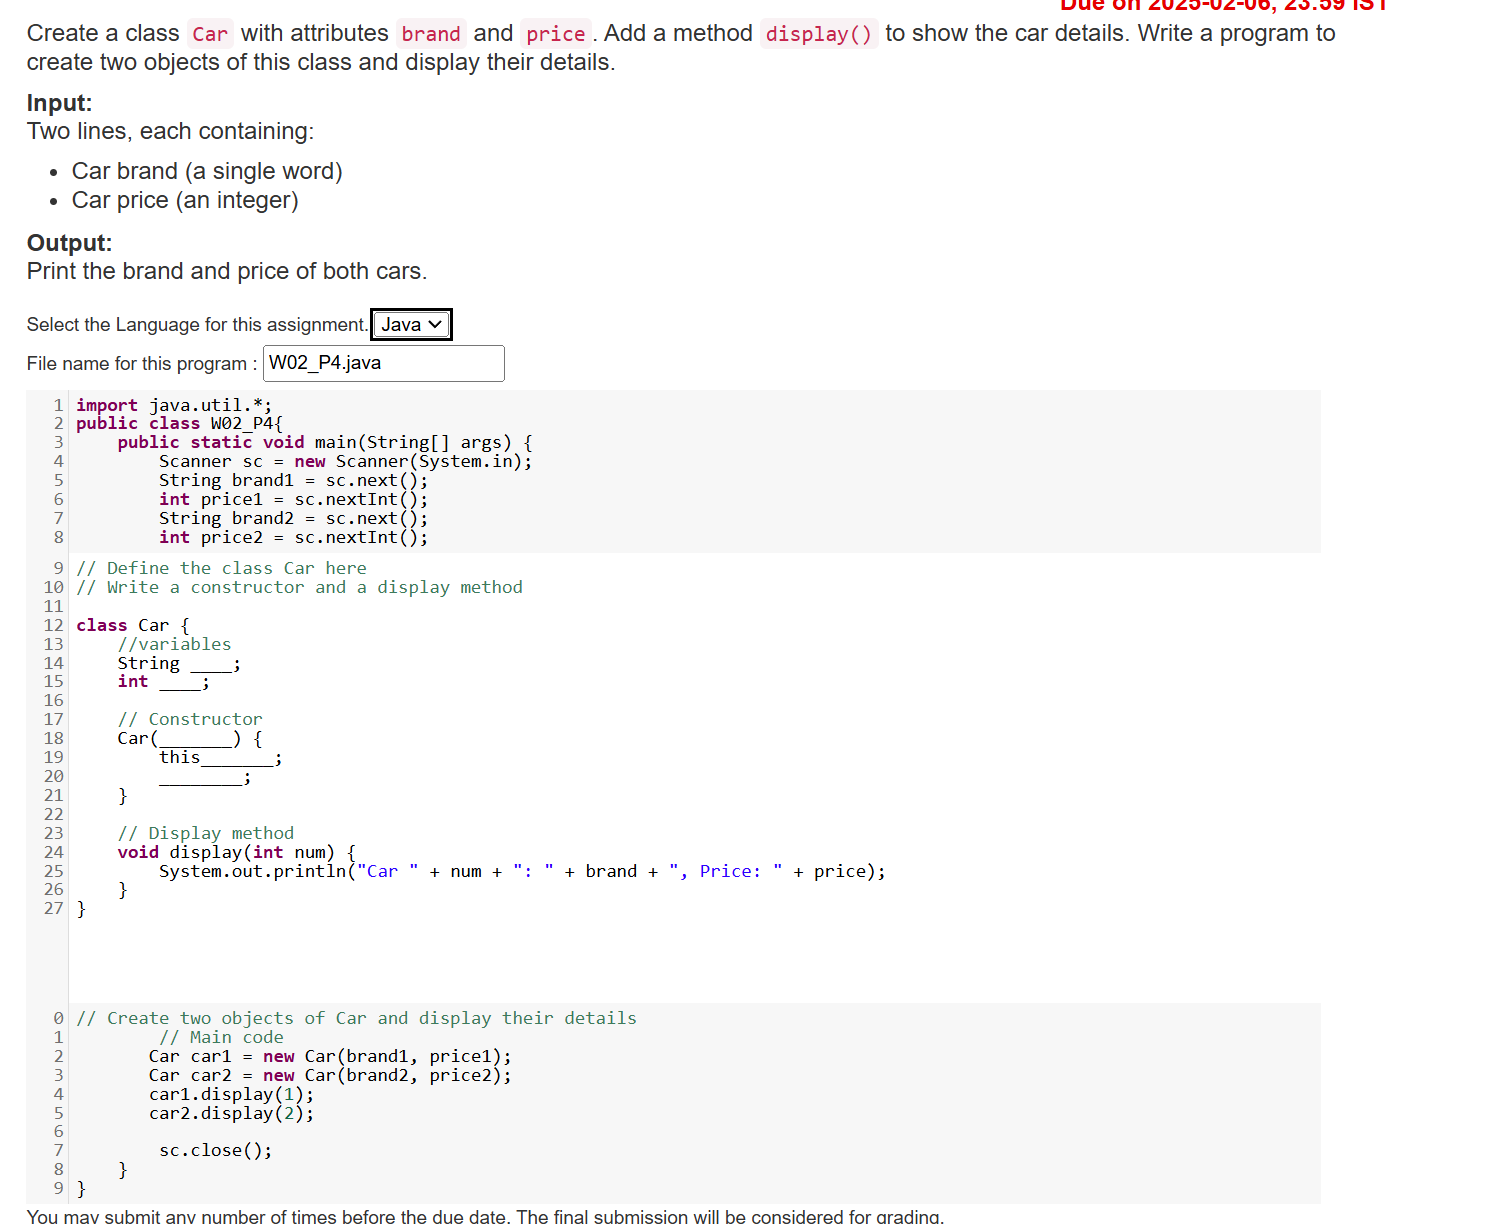 Due on 2025-02-06, 23:59 IST
Create a class Car with attributes brand and price . Add a method display() to show the car details. Write a program to
create two objects of this class and display their details.
Input:
Two lines, each containing:
• Car brand (a single word)
• Car price (an integer)
Output:
Print the brand and price of both cars.
Select the Language for this assignment. Java
File name for this program : W02_P4.java
1 import java.util.*;
2 public class W02_P4{
3     public static void main(String[] args) {
4         Scanner sc = new Scanner(System.in);
5         String brand1 = sc.next();
6         int price1 = sc.nextInt();
7         String brand2 = sc.next();
8         int price2 = sc.nextInt();
9 // Define the class Car here
10 // Write a constructor and a display method
11
12 class Car {
13     //variables
14     String ____;
15     int ____;
16
17     // Constructor
18     Car(_______) {
19         this_______;
20         ________;
21     }
22
23     // Display method
24     void display(int num) {
25         System.out.println("Car " + num + ": " + brand + ", Price: " + price);
26     }
27 }
0 // Create two objects of Car and display their details
1         // Main code
2        Car car1 = new Car(brand1, price1);
3        Car car2 = new Car(brand2, price2);
4        car1.display(1);
5        car2.display(2);
6
7         sc.close();
8     }
9 }
You may submit any number of times before the due date. The final submission will be considered for grading.